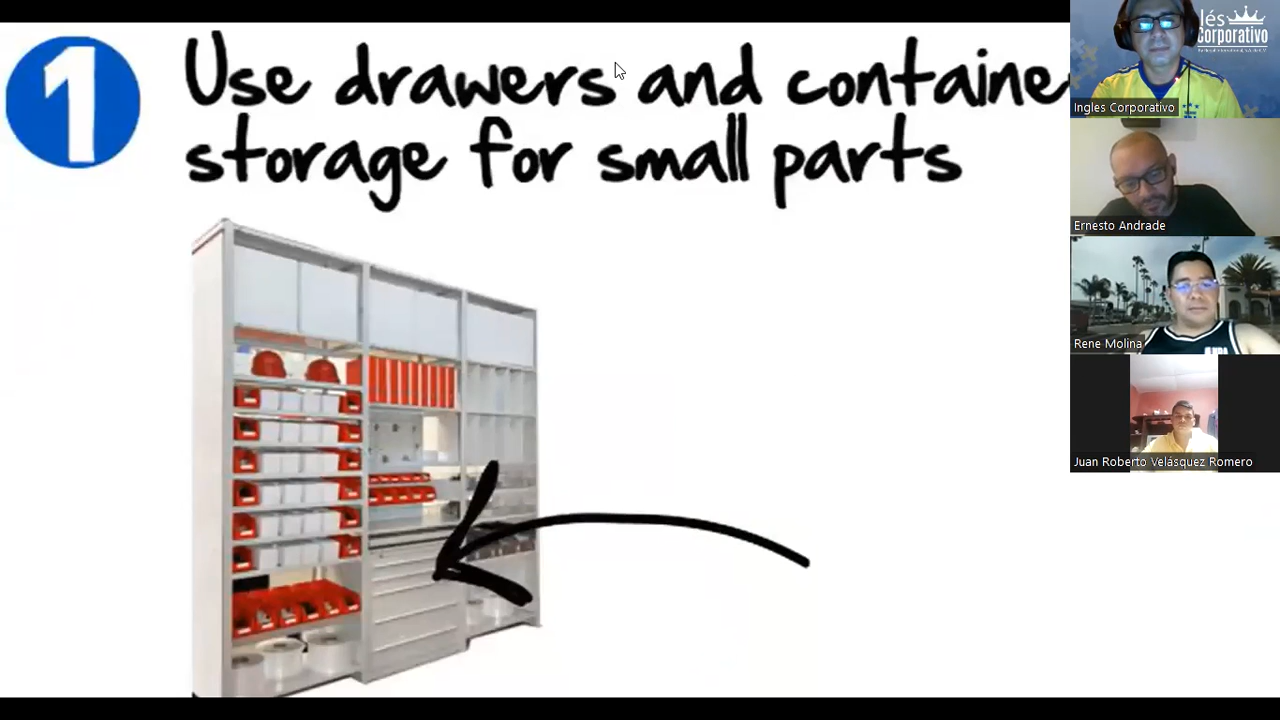 1
Use drawers and containe
storage for small parts
lés
Corporativo
Ingles Corporativo
Ernesto Andrade
Rene Molina
Juan Roberto Velásquez Romero